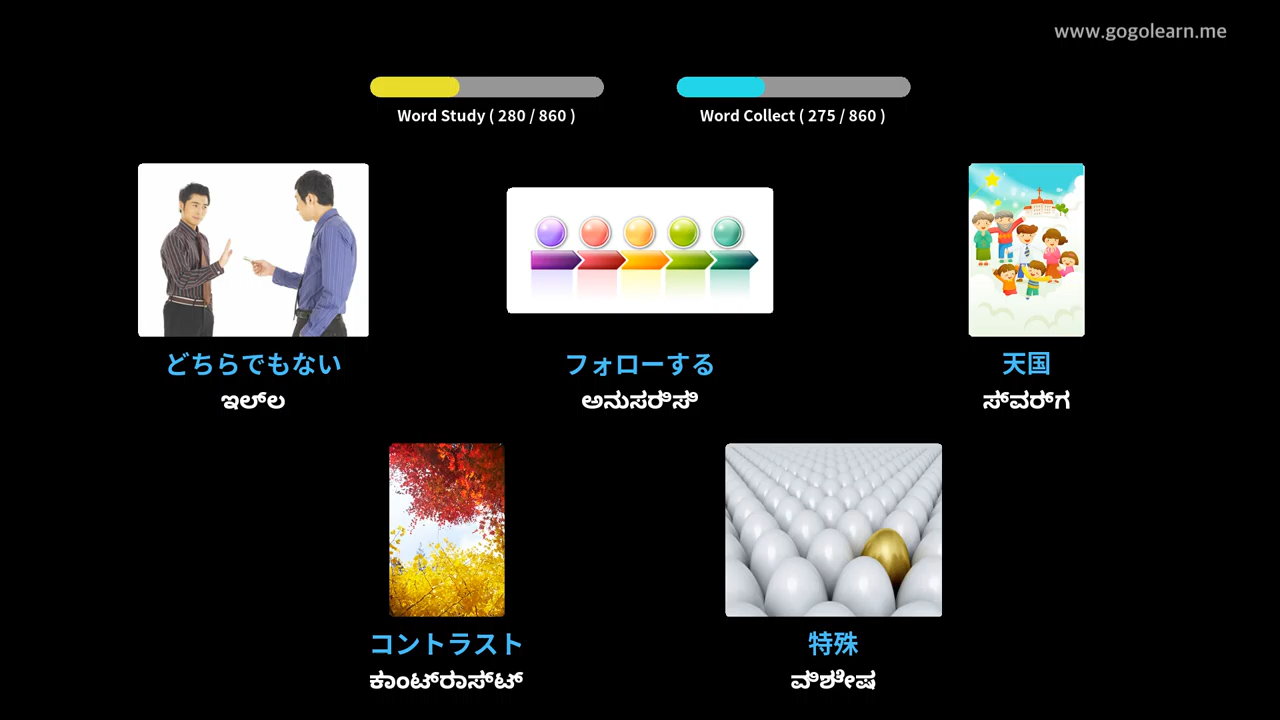 www.gogolearn.me
Word Study ( 280 / 860 )
Word Collect ( 275 / 860 )
どちらでもない
ಇಲ್ಲ
フォローする
ಅನುಸರಿಸಿ
天国
ಸ್ವರ್ಗ
コントラスト
ಕಾಂಟ್ರಾಸ್ಟ್
特殊
ವಿಶೇಷ